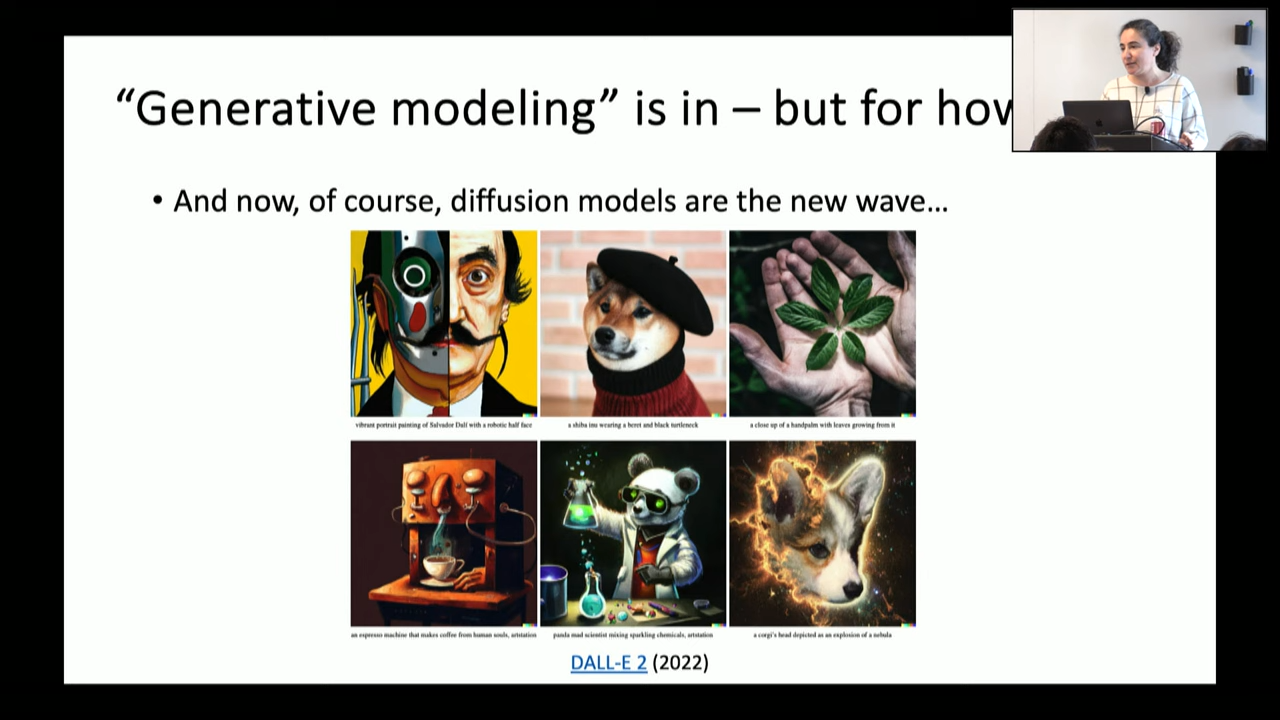 “Generative modeling” is in – but for how
• And now, of course, diffusion models are the new wave…
vibrant portrait painting of Salvador Dalí with a robotic half face
a shiba inu wearing a beret and black turtleneck
a close up of a handpalm with leaves growing from it
an espresso machine that makes coffee from human souls, artstation
panda mad scientist mixing sparkling chemicals, artstation
a corgi's head depicted as an explosion of a nebula
DALL-E 2 (2022)